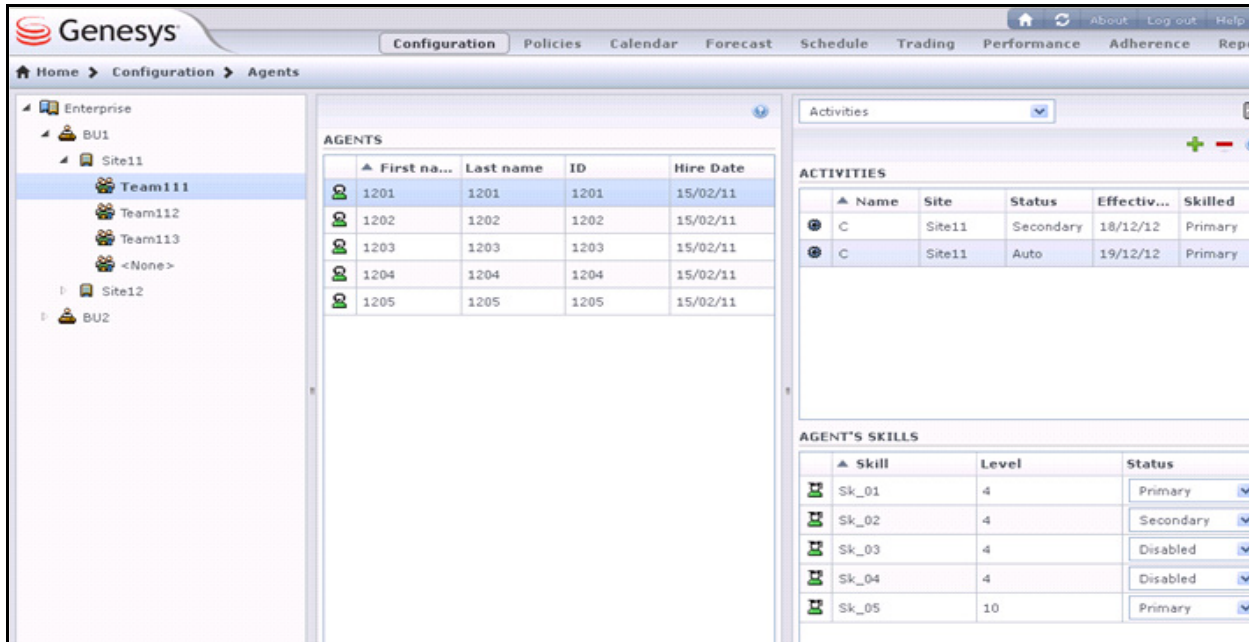 Genesys
About Log out Help
Configuration Policies Calendar Forecast Schedule Trading Performance Adherence Rep
Home > Configuration > Agents
Enterprise
BU1
Site11
Team111
Team112
Team113
<None>
Site12
BU2
AGENTS
First na... Last name ID Hire Date
1201 1201 1201 15/02/11
1202 1202 1202 15/02/11
1203 1203 1203 15/02/11
1204 1204 1204 15/02/11
1205 1205 1205 15/02/11
Activities
ACTIVITIES
Name Site Status Effectiv... Skilled
C Site11 Secondary 18/12/12 Primary
C Site11 Auto 19/12/12 Primary
AGENT'S SKILLS
Skill Level Status
Sk_01 4 Primary
Sk_02 4 Secondary
Sk_03 4 Disabled
Sk_04 4 Disabled
Sk_05 10 Primary